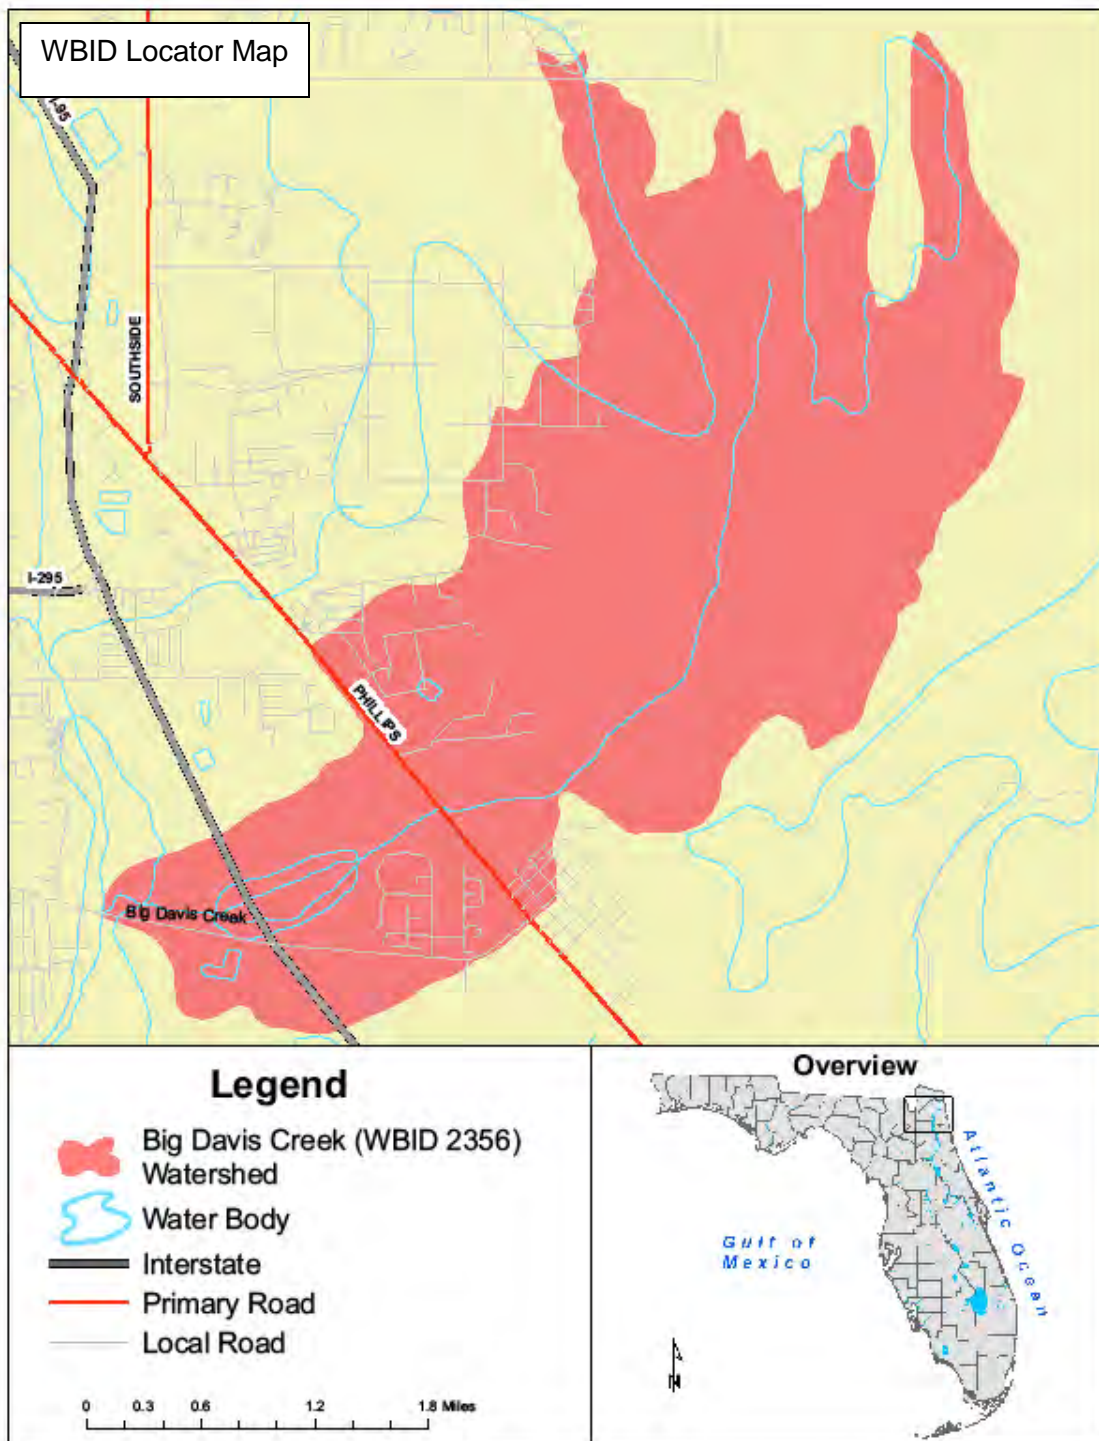 WBID Locator Map
I-95
SOUTHSIDE
I-295
PHILLIPS
Big Davis Creek
Legend
Big Davis Creek (WBID 2356)
Watershed
Water Body
Interstate
Primary Road
Local Road
0 0.3 0.6 1.2 1.8 Miles
Overview
Atlantic Ocean
Gulf of
Mexico
N